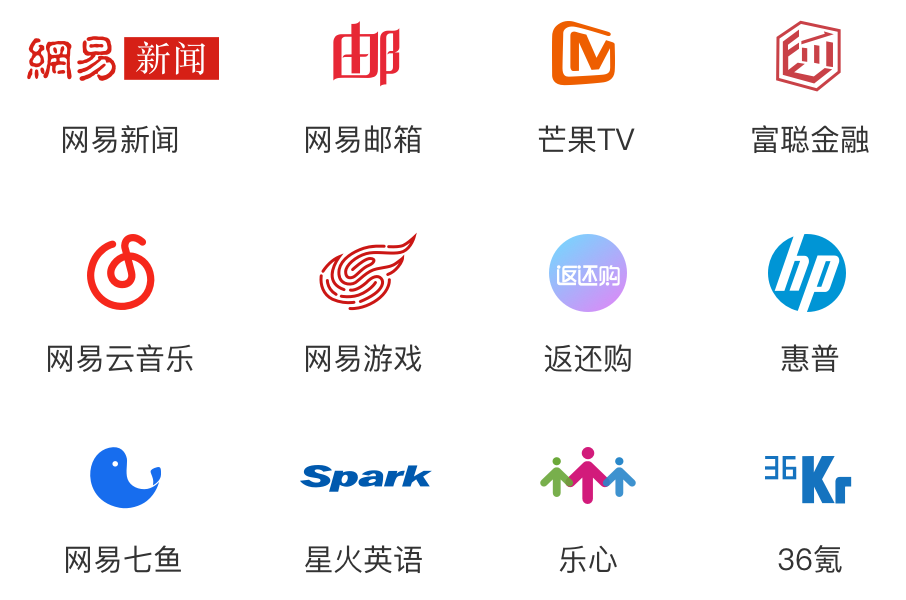 網易 新闻
邮
网易新闻
网易邮箱
芒果TV
富聪金融
返还购
hp
网易云音乐
网易游戏
返还购
惠普
Spark
36Kr
网易七鱼
星火英语
乐心
36氪